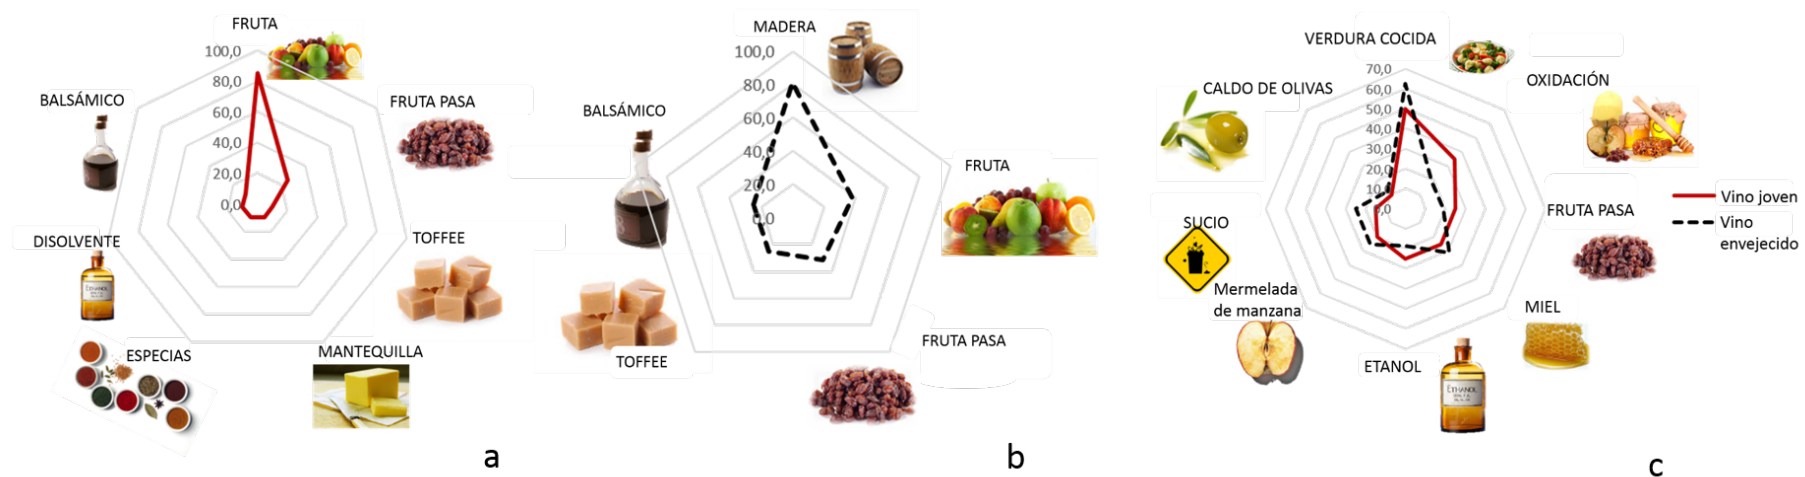 FRUTA
100,0
80,0
60,0
40,0
20,0
0,0
BALSÁMICO
FRUTA PASA
DISOLVENTE
TOFFEE
ESPECIAS
MANTEQUILLA
a
MADERA
100,0
80,0
60,0
40,0
20,0
0,0
BALSÁMICO
FRUTA
TOFFEE
FRUTA PASA
b
VERDURA COCIDA
70,0
60,0
50,0
40,0
30,0
20,0
10,0
0,0
CALDO DE OLIVAS
OXIDACIÓN
SUCIO
FRUTA PASA
Mermelada
de manzana
MIEL
ETANOL
ETHANOL
Vino joven
Vino
envejecido
c